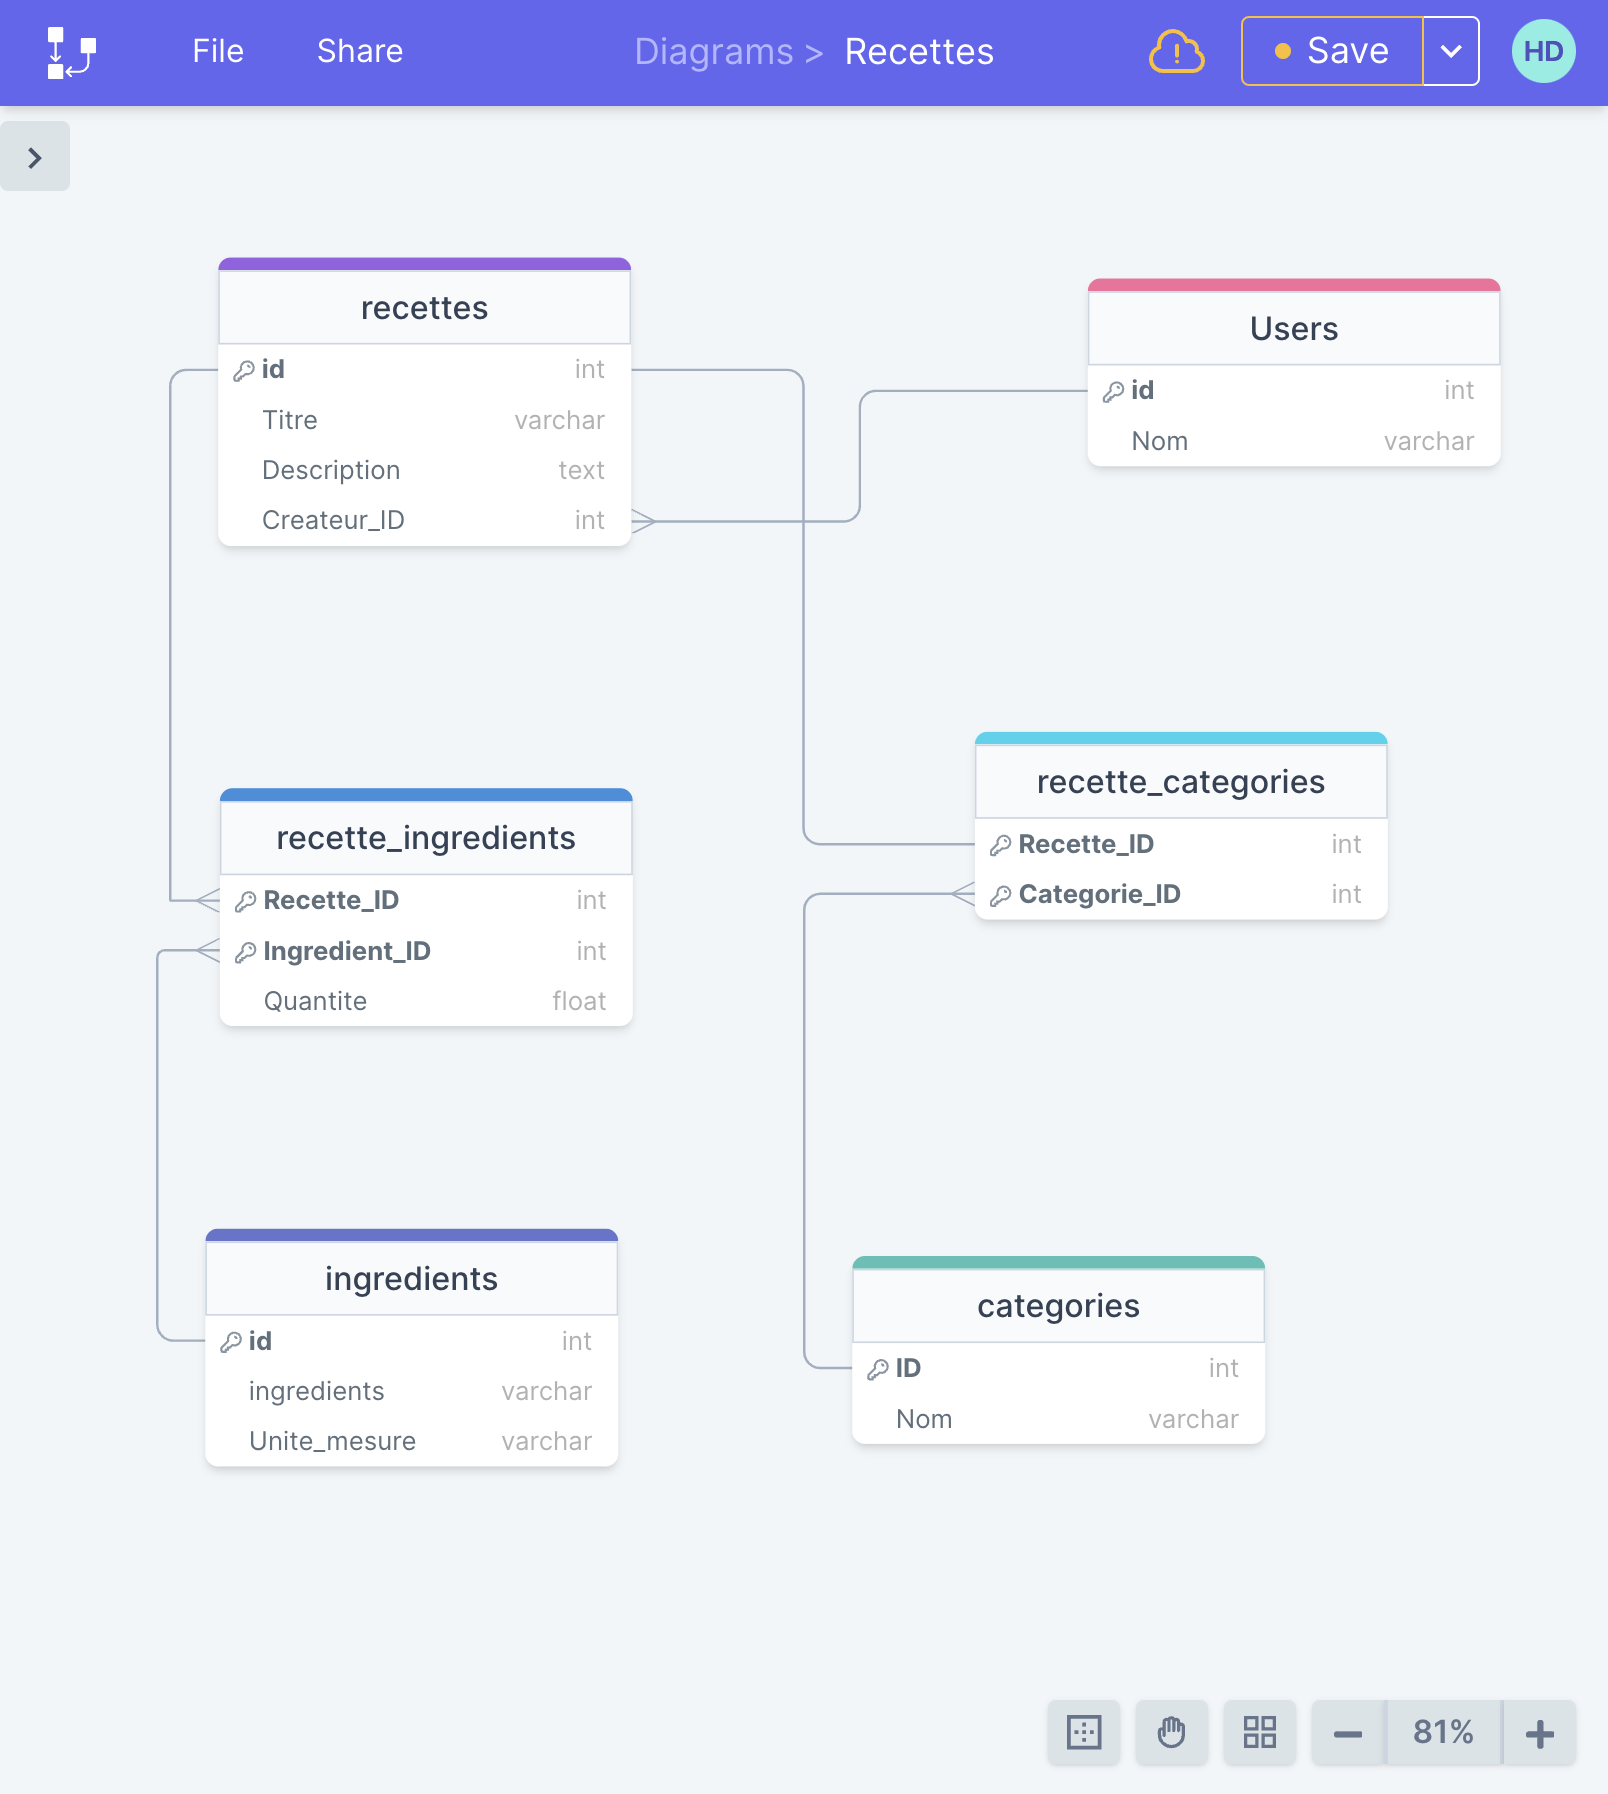 File Share Diagrams > Recettes Save HD
recettes
id int
Titre varchar
Description text
Createur_ID int
Users
id int
Nom varchar
recette_categories
Recette_ID int
Categorie_ID int
recette_ingredients
Recette_ID int
Ingredient_ID int
Quantite float
ingredients
id int
ingredients varchar
Unite_mesure varchar
categories
ID int
Nom varchar
81%